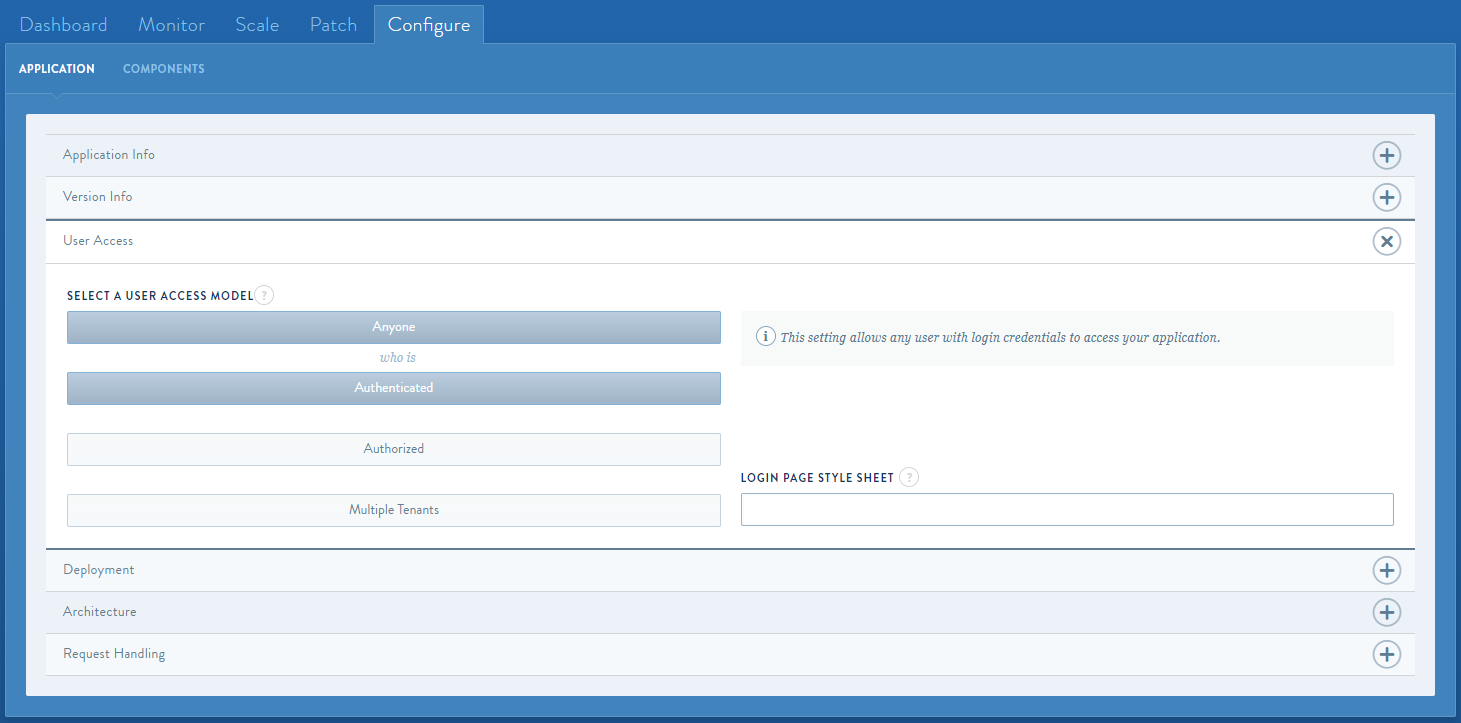 Dashboard Monitor Scale Patch Configure
APPLICATION COMPONENTS
Application Info
Version Info
User Access
SELECT A USER ACCESS MODEL ?
Anyone
who is
Authenticated
Authorized
Multiple Tenants
i This setting allows any user with login credentials to access your application.
LOGIN PAGE STYLE SHEET ?
Deployment
Architecture
Request Handling